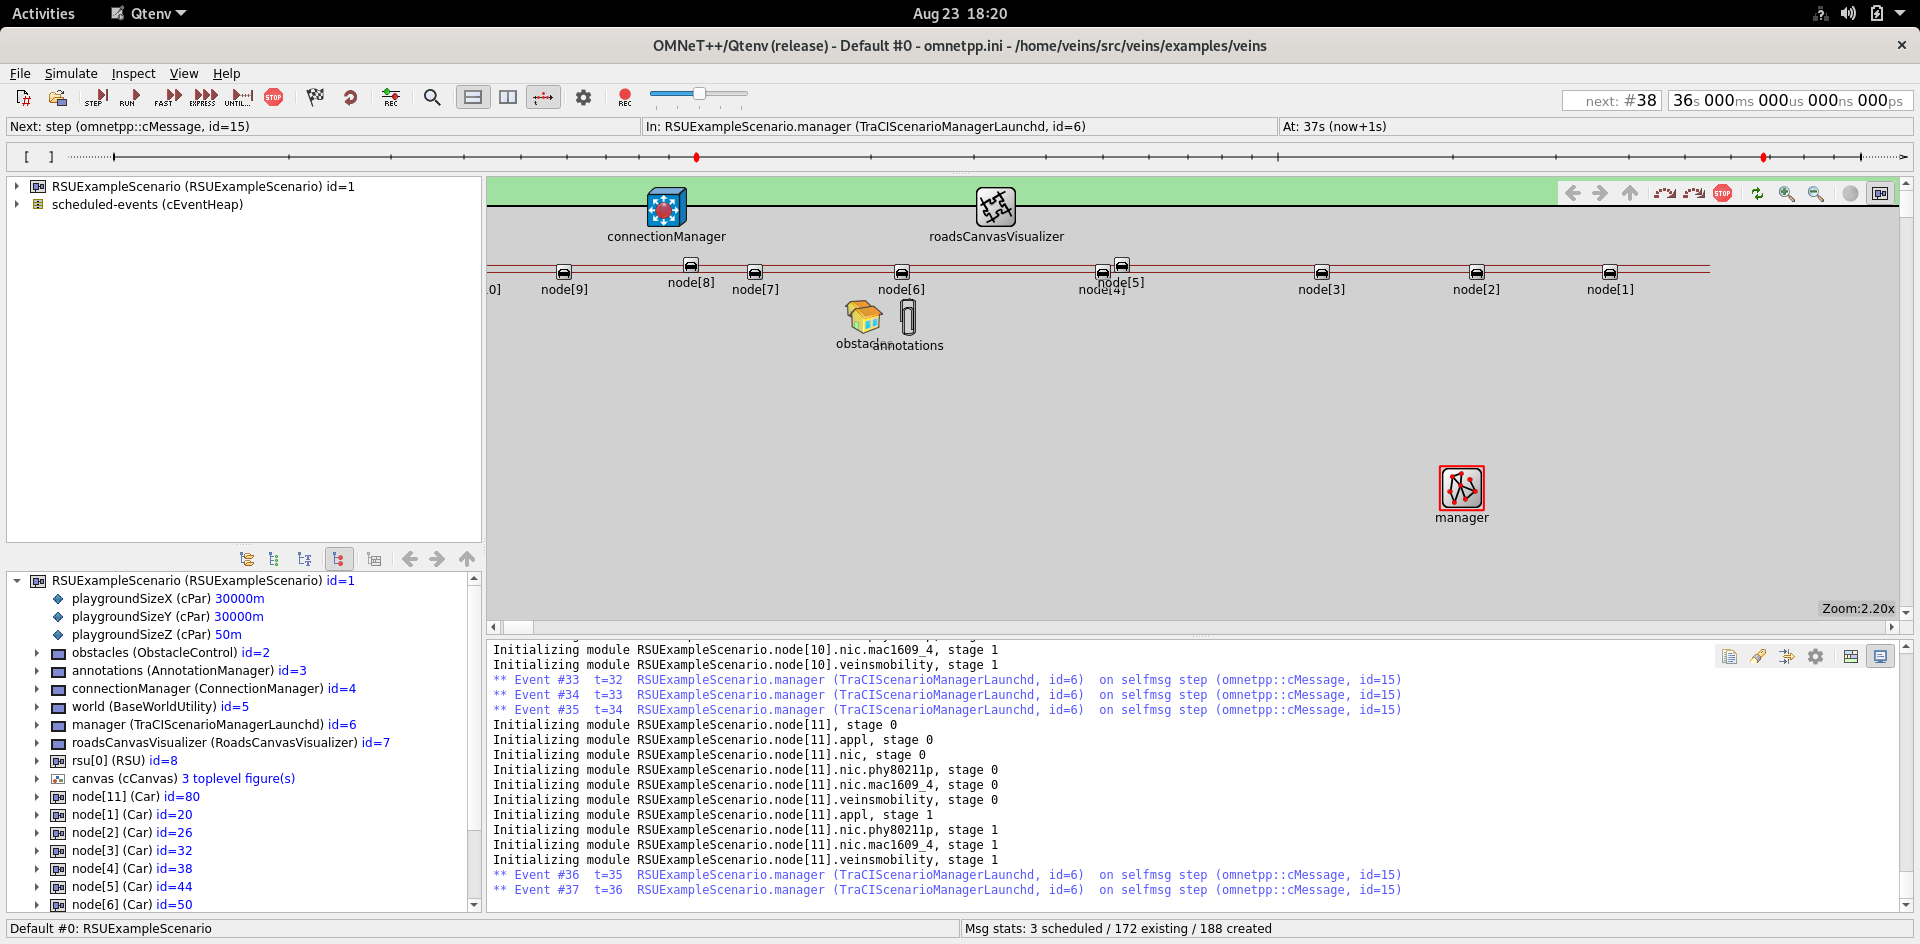 Activities Qtenv Aug 23 18:20
OMNeT++/Qtenv (release) - Default #0 - omnetpp.ini - /home/veins/src/veins/examples/veins
File Simulate Inspect View Help
STEP RUN FAST EXPRESS UNTIL... STOP REC REC next: #38 36s 000ms 000us 000ns 000ps
Next: step (omnetpp::cMessage, id=15) In: RSUExampleScenario.manager (TraCIScenarioManagerLaunchd, id=6) At: 37s (now+1s)
[ ]
RSUExampleScenario (RSUExampleScenario) id=1
scheduled-events (cEventHeap)
RSUExampleScenario (RSUExampleScenario) id=1
playgroundSizeX (cPar) 30000m
playgroundSizeY (cPar) 30000m
playgroundSizeZ (cPar) 50m
obstacles (ObstacleControl) id=2
annotations (AnnotationManager) id=3
connectionManager (ConnectionManager) id=4
world (BaseWorldUtility) id=5
manager (TraCIScenarioManagerLaunchd) id=6
roadsCanvasVisualizer (RoadsCanvasVisualizer) id=7
rsu[0] (RSU) id=8
canvas (cCanvas) 3 toplevel figure(s)
node[11] (Car) id=80
node[1] (Car) id=20
node[2] (Car) id=26
node[3] (Car) id=32
node[4] (Car) id=38
node[5] (Car) id=44
node[6] (Car) id=50
STOP
connectionManager roadsCanvasVisualizer
0] node[9] node[8] node[7] node[6] node[4] node[5] node[3] node[2] node[1]
obstacles annotations
manager
Zoom:2.20x
Initializing module RSUExampleScenario.node[10].nic.mac1609_4, stage 1
Initializing module RSUExampleScenario.node[10].veinsmobility, stage 1
** Event #33 t=32 RSUExampleScenario.manager (TraCIScenarioManagerLaunchd, id=6) on selfmsg step (omnetpp::cMessage, id=15)
** Event #34 t=33 RSUExampleScenario.manager (TraCIScenarioManagerLaunchd, id=6) on selfmsg step (omnetpp::cMessage, id=15)
** Event #35 t=34 RSUExampleScenario.manager (TraCIScenarioManagerLaunchd, id=6) on selfmsg step (omnetpp::cMessage, id=15)
Initializing module RSUExampleScenario.node[11], stage 0
Initializing module RSUExampleScenario.node[11].appl, stage 0
Initializing module RSUExampleScenario.node[11].nic, stage 0
Initializing module RSUExampleScenario.node[11].nic.phy80211p, stage 0
Initializing module RSUExampleScenario.node[11].nic.mac1609_4, stage 0
Initializing module RSUExampleScenario.node[11].veinsmobility, stage 0
Initializing module RSUExampleScenario.node[11].appl, stage 1
Initializing module RSUExampleScenario.node[11].nic.phy80211p, stage 1
Initializing module RSUExampleScenario.node[11].nic.mac1609_4, stage 1
Initializing module RSUExampleScenario.node[11].veinsmobility, stage 1
** Event #36 t=35 RSUExampleScenario.manager (TraCIScenarioManagerLaunchd, id=6) on selfmsg step (omnetpp::cMessage, id=15)
** Event #37 t=36 RSUExampleScenario.manager (TraCIScenarioManagerLaunchd, id=6) on selfmsg step (omnetpp::cMessage, id=15)
Default #0: RSUExampleScenario Msg stats: 3 scheduled / 172 existing / 188 created